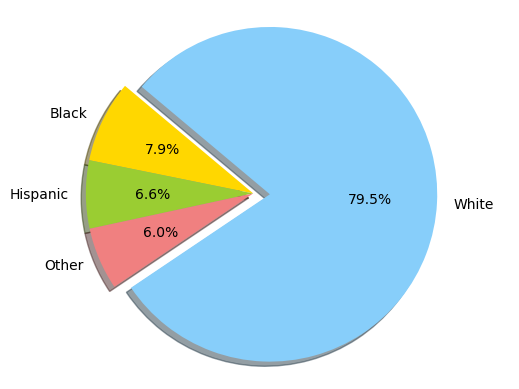 Black
7.9%
Hispanic
6.6%
79.5%
White
6.0%
Other